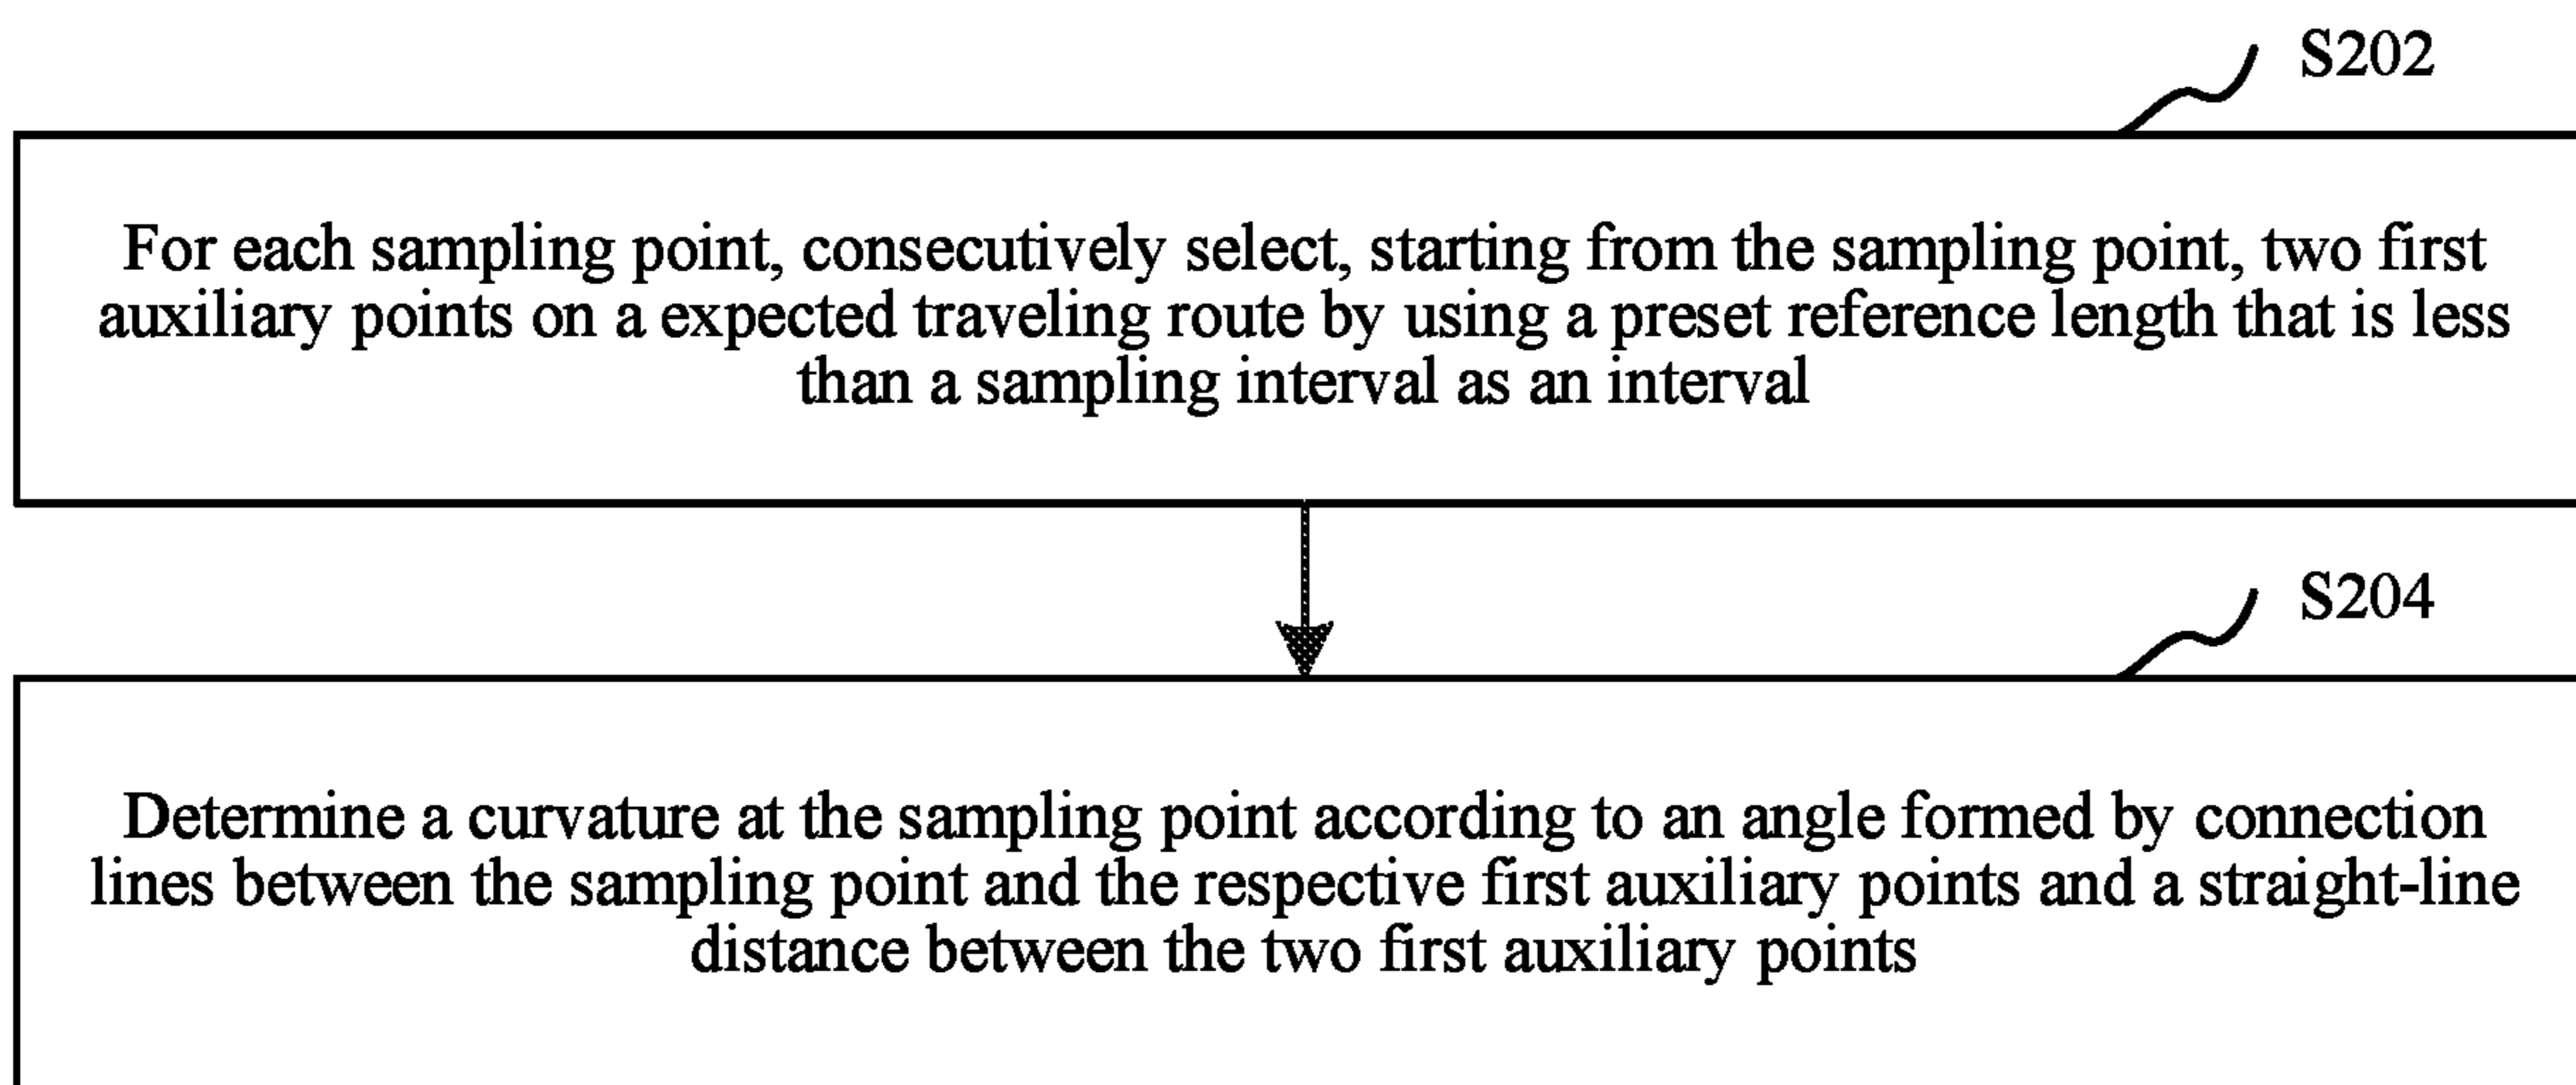 S202
For each sampling point, consecutively select, starting from the sampling point, two first
auxiliary points on a expected traveling route by using a preset reference length that is less
than a sampling interval as an interval
S204
Determine a curvature at the sampling point according to an angle formed by connection
lines between the sampling point and the respective first auxiliary points and a straight-line
distance between the two first auxiliary points